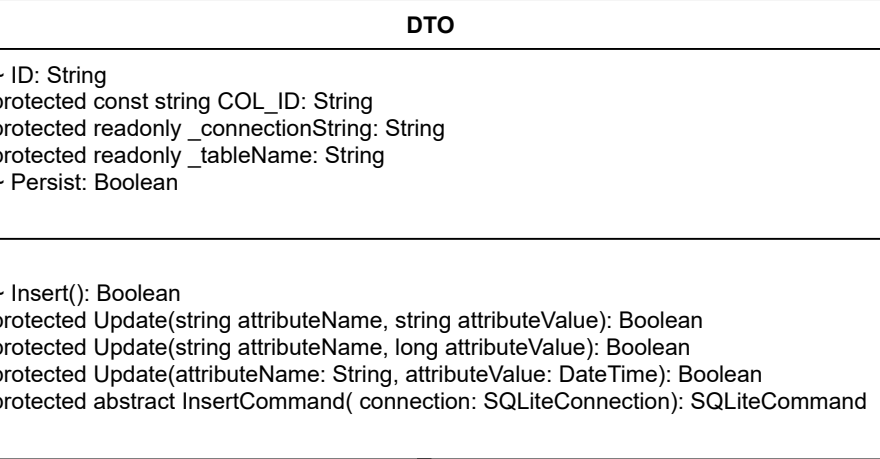 DTO
~ ID: String
protected const string COL_ID: String
protected readonly _connectionString: String
protected readonly _tableName: String
~ Persist: Boolean
~ Insert(): Boolean
protected Update(string attributeName, string attributeValue): Boolean
protected Update(string attributeName, long attributeValue): Boolean
protected Update(attributeName: String, attributeValue: DateTime): Boolean
protected abstract InsertCommand( connection: SQLiteConnection): SQLiteCommand